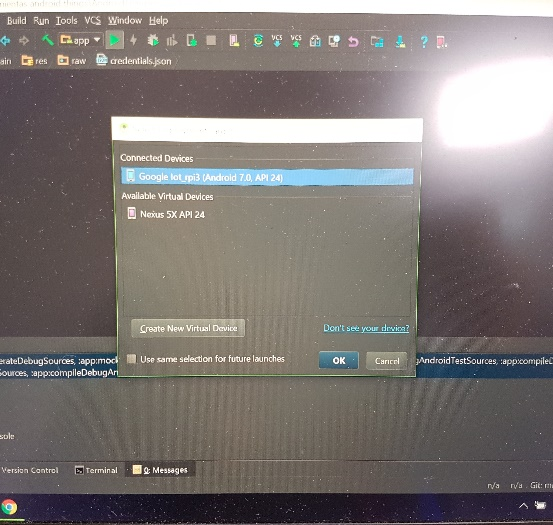 Build Run Tools VCS Window Help
app
VCS VCS
ain res raw credentials.json
Connected Devices
Google Iot_rpi3 (Android 7.0, API 24)
Available Virtual Devices
Nexus 5X API 24
Create New Virtual Device
Don't see your device?
Use same selection for future launches
OK
Cancel
erateDebugSources, :app:mock
AndroidTestSources, :app:compileD
Sources, :app:compileDebugAn
sole
Version Control
Terminal
0: Messages
n/a n/a Git: m